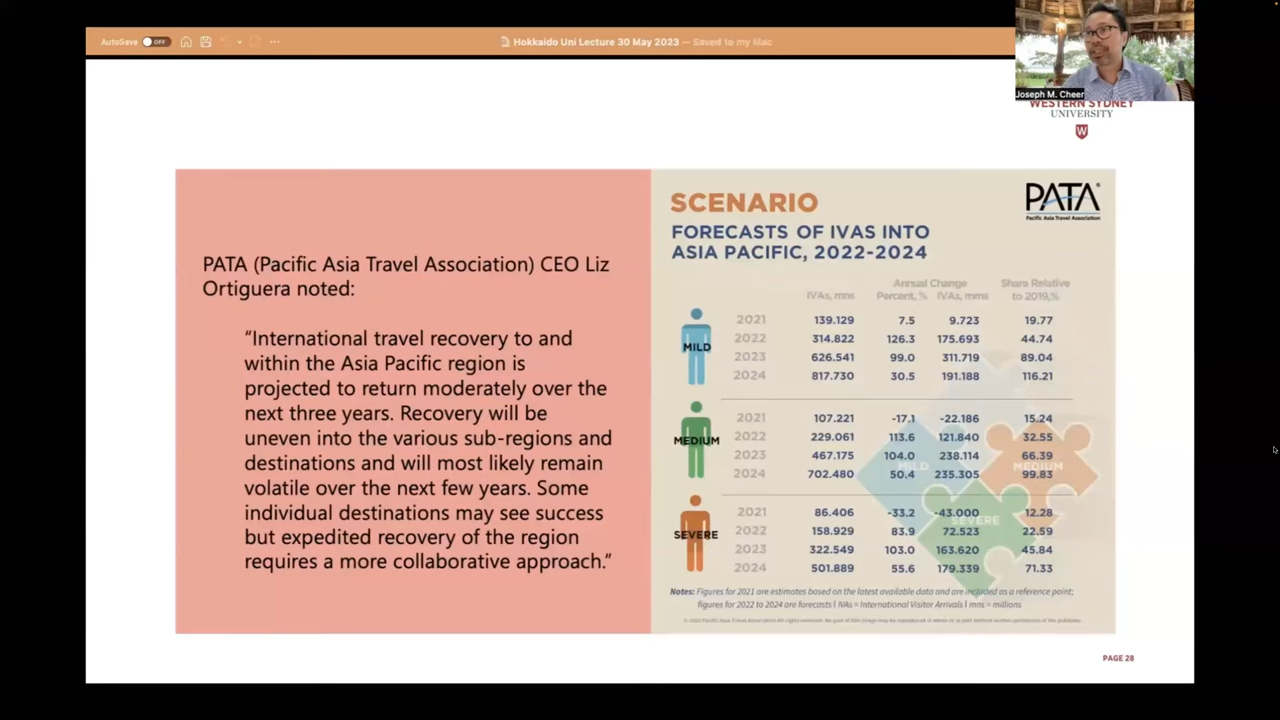 AutoSave OFF
Hokkaido Uni Lecture 30 May 2023 — Saved to my Mac
Joseph M. Cheer
WESTERN SYDNEY
UNIVERSITY
W
PATA (Pacific Asia Travel Association) CEO Liz
Ortiguera noted:
“International travel recovery to and
within the Asia Pacific region is
projected to return moderately over the
next three years. Recovery will be
uneven into the various sub-regions and
destinations and will most likely remain
volatile over the next few years. Some
individual destinations may see success
but expedited recovery of the region
requires a more collaborative approach.”
SCENARIO
FORECASTS OF IVAS INTO
ASIA PACIFIC, 2022-2024
PATA®
Pacific Asia Travel Association
Annual Change Share Relative
IVAs, mns Percent, % IVAs, mms to 2019,%
MILD
2021 139.129 7.5 9.723 19.77
2022 314.822 126.3 175.693 44.74
2023 626.541 99.0 311.719 89.04
2024 817.730 30.5 191.188 116.21
MEDIUM
2021 107.221 -17.1 -22.186 15.24
2022 229.061 113.6 121.840 32.55
2023 467.175 104.0 238.114 66.39
2024 702.480 50.4 235.305 99.83
SEVERE
2021 86.406 -33.2 -43.000 12.28
2022 158.929 83.9 72.523 22.59
2023 322.549 103.0 163.620 45.84
2024 501.889 55.6 179.339 71.33
MILD
MEDIUM
SEVERE
Notes: Figures for 2021 are estimates based on the latest available data and are included as a reference point;
figures for 2022 to 2024 are forecasts | IVAs = International Visitor Arrivals | mns = millions
PAGE 28